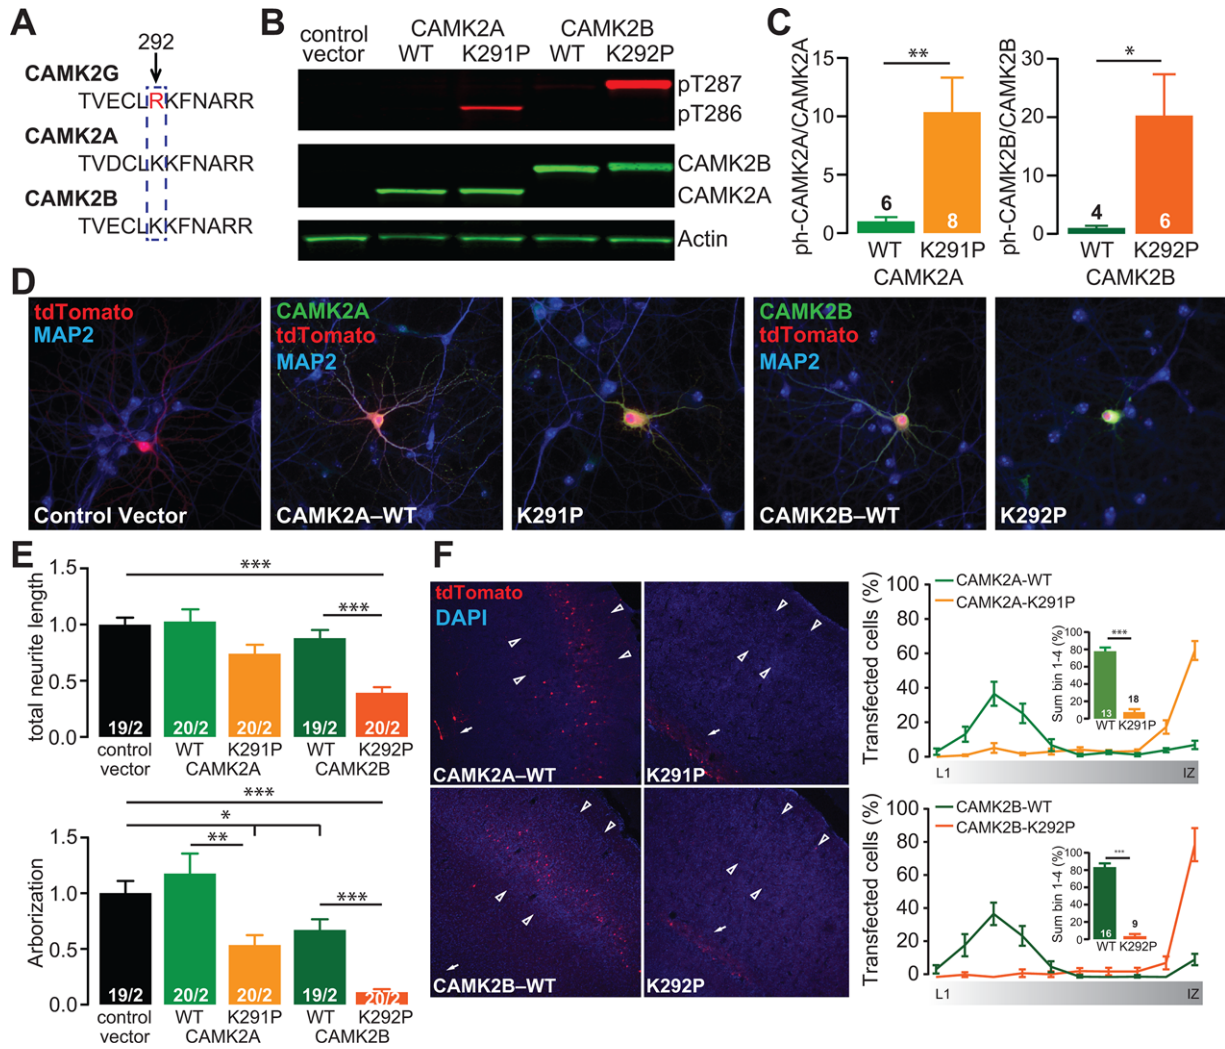 A
292
CAMK2G
TVECLRKFNARR
CAMK2A
TVDCLKKFNARR
CAMK2B
TVECLKKFNARR
B
control vector
CAMK2A
WT K291P
CAMK2B
WT K292P
pT287
pT286
CAMK2B
CAMK2A
Actin
C
ph-CAMK2A/CAMK2A
15
10
5
0
**
6
8
WT K291P
CAMK2A
ph-CAMK2B/CAMK2B
30
20
10
0
*
4
6
WT K292P
CAMK2B
D
tdTomato
MAP2
Control Vector
CAMK2A
tdTomato
MAP2
CAMK2A–WT
K291P
CAMK2B
tdTomato
MAP2
CAMK2B–WT
K292P
E
total neurite length
1.5
1.0
0.5
0.0
***
***
19/2 20/2 20/2 19/2 20/2
control vector
WT K291P
CAMK2A
WT K292P
CAMK2B
Arborization
1.5
1.0
0.5
0.0
***
*
**
***
19/2 20/2 20/2 19/2 20/2
control vector
WT K291P
CAMK2A
WT K292P
CAMK2B
F
tdTomato
DAPI
CAMK2A–WT
K291P
CAMK2B–WT
K292P
Transfected cells (%)
100
80
60
40
20
0
CAMK2A-WT
CAMK2A-K291P
Sum bin 1-4 (%)
100
80
60
40
20
0
***
13
18
WT K291P
L1
IZ
Transfected cells (%)
100
80
60
40
20
0
CAMK2B-WT
CAMK2B-K292P
Sum bin 1-4 (%)
100
80
60
40
20
0
***
16
9
WT K292P
L1
IZ